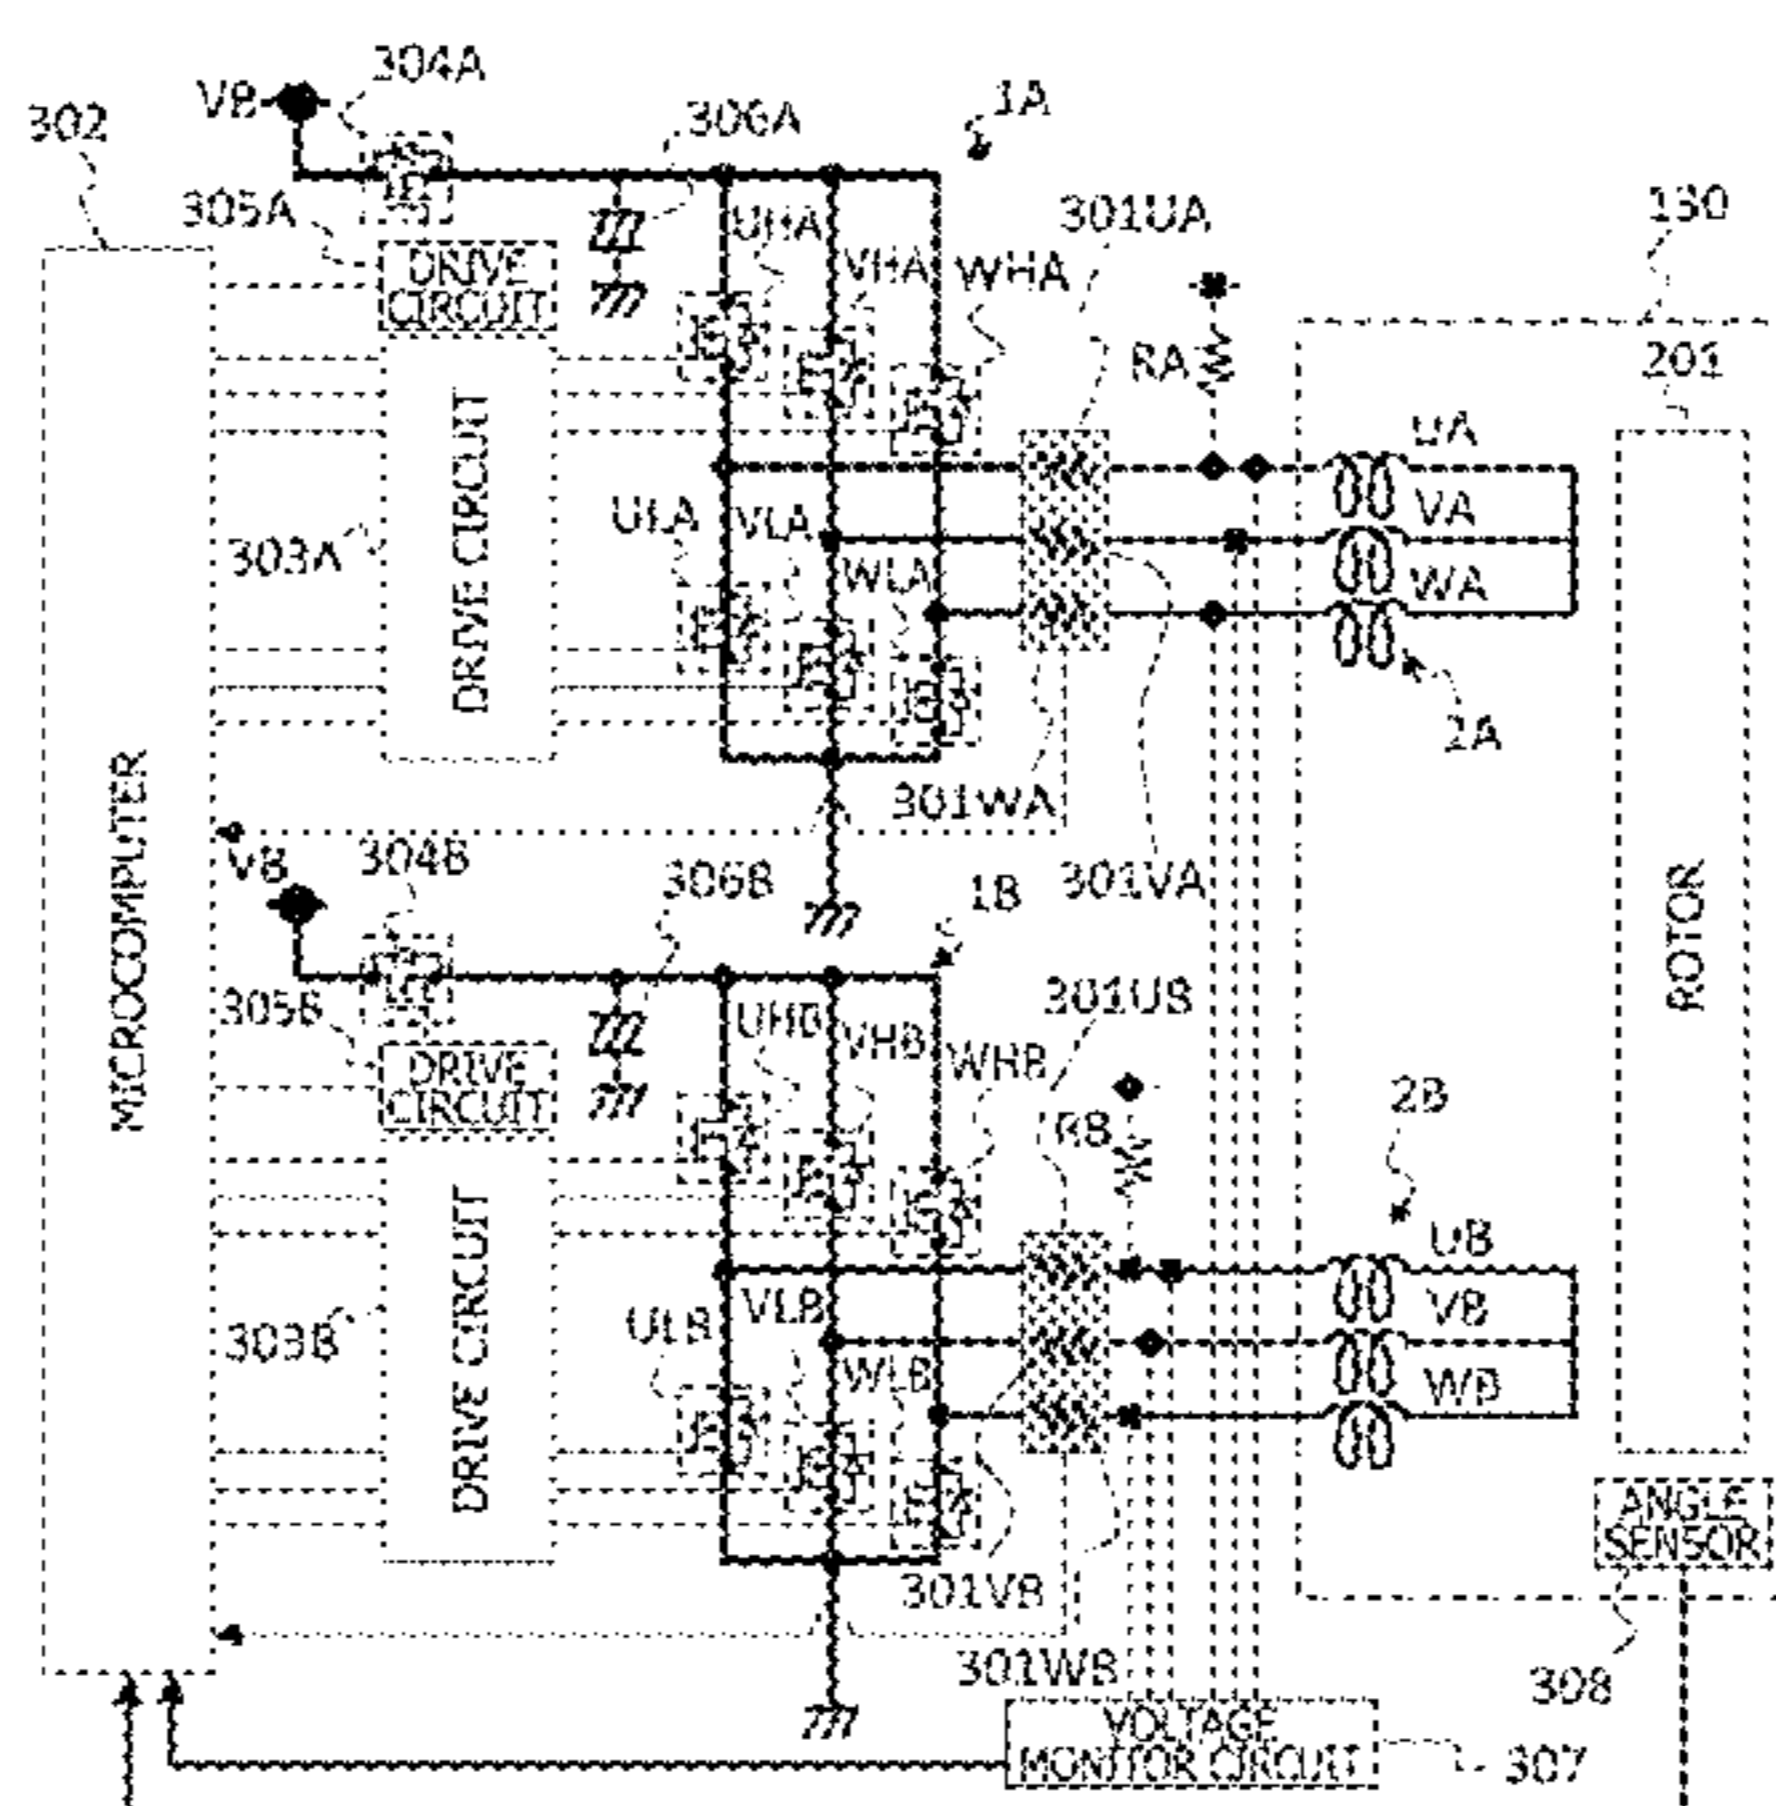 304A
VB
1A
302
306A
130
305A
UHA
301UA
DRIVE
CIRCUIT
VHA
WHA
RA
201
UA
DRIVE CIRCUIT
ULA
VLA
VA
303A
WLA
WA
2A
301WA
MICROCOMPUTER
VB
304B
306B
301VA
1B
ROTOR
305B
UHB
VHB
301UB
WHB
DRIVE
CIRCUIT
RB
2B
UB
DRIVE CIRCUIT
VLB
VB
303B
ULB
WLB
WB
ANGLE
SENSOR
301VB
301WB
308
VOLTAGE
MONITOR CIRCUIT
307